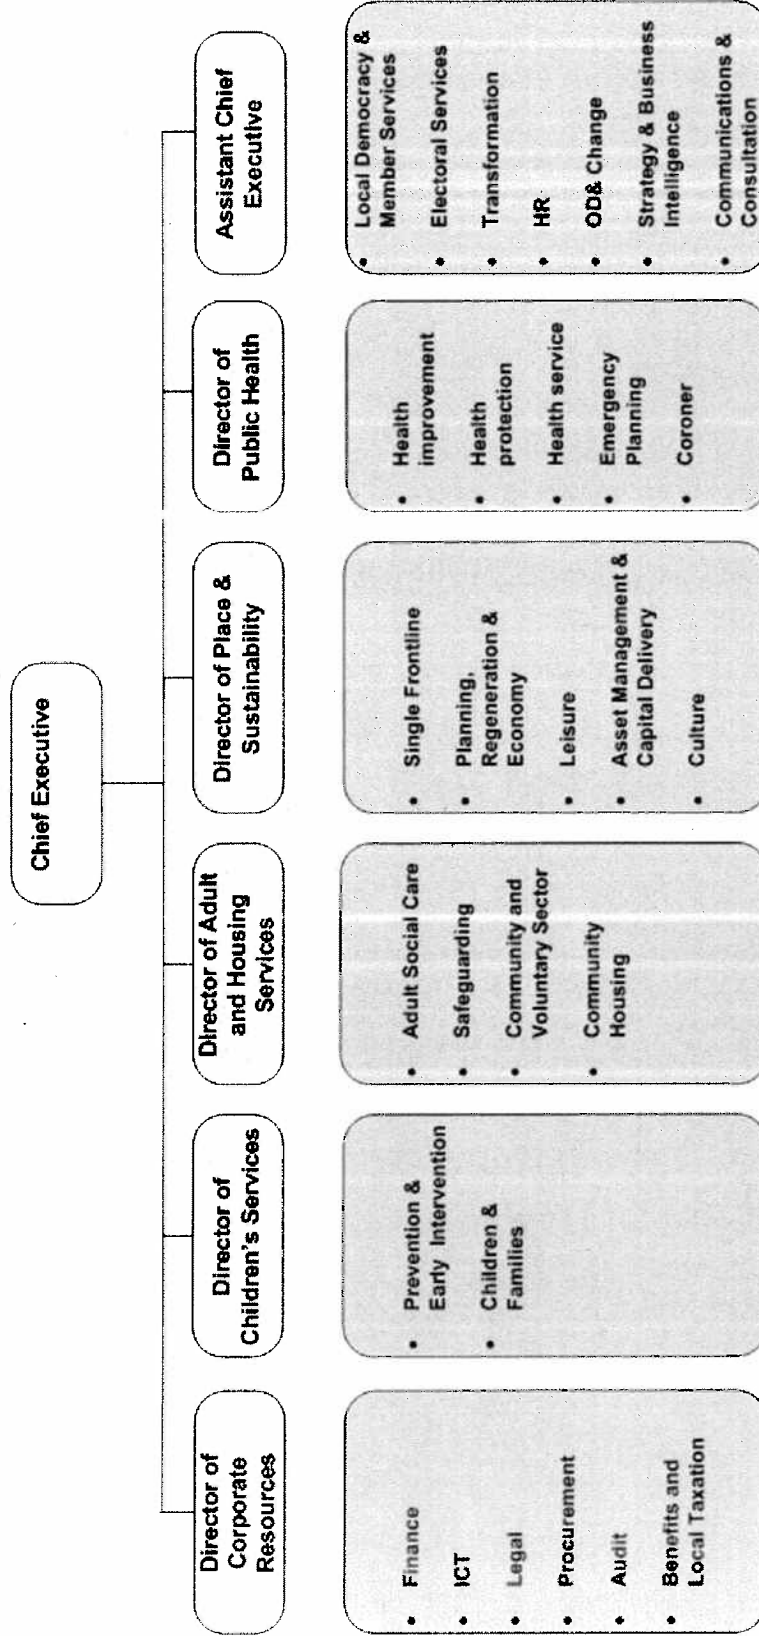 Chief Executive
Director of
Corporate
Resources
Director of
Children's Services
Director of Adult
and Housing
Services
Director of Place &
Sustainability
Director of
Public Health
Assistant Chief
Executive
• Finance
• ICT
• Legal
• Procurement
• Audit
• Benefits and
Local Taxation
• Prevention &
Early Intervention
• Children &
Families
• Adult Social Care
• Safeguarding
• Community and
Voluntary Sector
• Community
Housing
• Single Frontline
• Planning,
Regeneration &
Economy
• Leisure
• Asset Management &
Capital Delivery
• Culture
• Health
improvement
• Health
protection
• Health service
• Emergency
Planning
• Coroner
• Local Democracy &
Member Services
• Electoral Services
• Transformation
• HR
• OD& Change
• Strategy & Business
Intelligence
• Communications &
Consultation